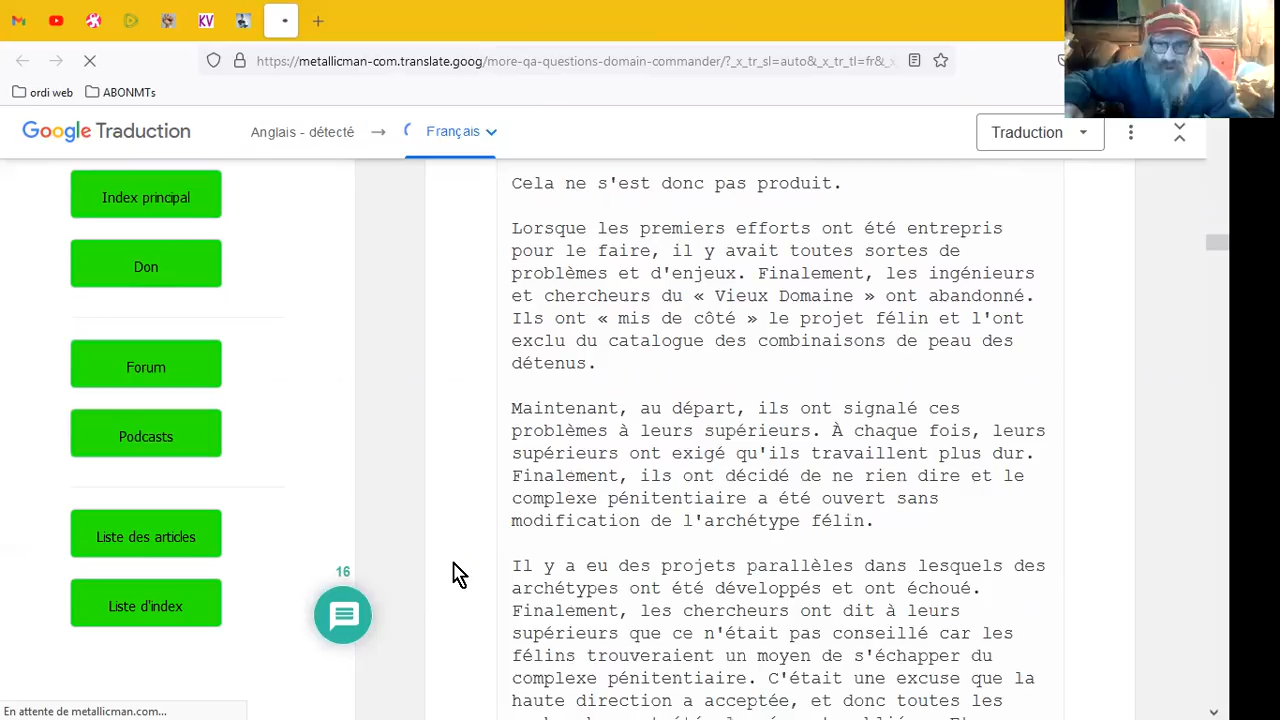 KV
https://metallicman-com.translate.goog/more-qa-questions-domain-commander/?_x_tr_sl=auto&_x_tr_tl=fr&_x
ordi web
ABONMTs
Google Traduction
Anglais - détecté
Français
Traduction
Index principal
Don
Forum
Podcasts
Liste des articles
Liste d'index
16
Cela ne s'est donc pas produit.
Lorsque les premiers efforts ont été entrepris
pour le faire, il y avait toutes sortes de
problèmes et d'enjeux. Finalement, les ingénieurs
et chercheurs du « Vieux Domaine » ont abandonné.
Ils ont « mis de côté » le projet félin et l'ont
exclu du catalogue des combinaisons de peau des
détenus.
Maintenant, au départ, ils ont signalé ces
problèmes à leurs supérieurs. À chaque fois, leurs
supérieurs ont exigé qu'ils travaillent plus dur.
Finalement, ils ont décidé de ne rien dire et le
complexe pénitentiaire a été ouvert sans
modification de l'archétype félin.
Il y a eu des projets parallèles dans lesquels des
archétypes ont été développés et ont échoué.
Finalement, les chercheurs ont dit à leurs
supérieurs que ce n'était pas conseillé car les
félins trouveraient un moyen de s'échapper du
complexe pénitentiaire. C'était une excuse que la
haute direction a acceptée, et donc toutes les
En attente de metallicman.com...